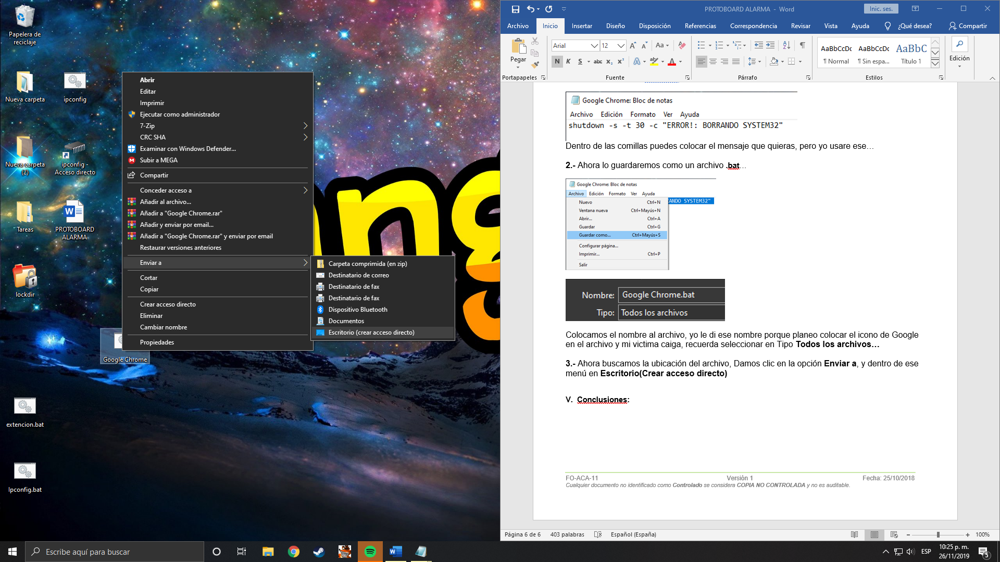 Papelera de
reciclaje
Nueva carpeta
ipconfig
Nueva carpeta
(2)
ipconfig -
Acceso directo
Tareas
PROTOBOARD
ALARMA
lockdir
Google Chrome
extencion.bat
Ipconfig.bat
Abrir
Editar
Imprimir
Ejecutar como administrador
7-Zip
CRC SHA
Examinar con Windows Defender...
Subir a MEGA
Compartir
Conceder acceso a
Añadir al archivo...
Añadir a "Google Chrome.rar"
Añadir y enviar por email...
Añadir a "Google Chrome.rar" y enviar por email
Restaurar versiones anteriores
Enviar a
Cortar
Copiar
Crear acceso directo
Eliminar
Cambiar nombre
Propiedades
Carpeta comprimida (en zip)
Destinatario de correo
Destinatario de fax
Destinatario de fax
Dispositivo Bluetooth
Documentos
Escritorio (crear acceso directo)
PROTOBOARD ALARMA - Word
Inic. ses.
Archivo Inicio Insertar Diseño Disposición Referencias Correspondencia Revisar Vista Ayuda ¿Qué desea? Compartir
Pegar
Arial 12 Aa
N K S abc x₂ x² A A
AaBbCcDc AaBbCcDc AaBbC
¶ Normal ¶ Sin espa... Título 1
Edición
Portapapeles Fuente Párrafo Estilos
Google Chrome: Bloc de notas
Archivo Edición Formato Ver Ayuda
shutdown -s -t 30 -c "ERROR!: BORRANDO SYSTEM32"
Dentro de las comillas puedes colocar el mensaje que quieras, pero yo usare ese…
2.- Ahora lo guardaremos como un archivo .bat…
Google Chrome: Bloc de notas
Archivo Edición Formato Ver Ayuda
Nuevo Ctrl+N
ANDO SYSTEM32"
Ventana nueva Ctrl+Mayús+N
Abrir... Ctrl+A
Guardar Ctrl+G
Guardar como... Ctrl+Mayús+S
Configurar página...
Imprimir... Ctrl+P
Salir
Nombre: Google Chrome.bat
Tipo: Todos los archivos
Colocamos el nombre al archivo, yo le di ese nombre porque planeo colocar el icono de Google
en el archivo y mi victima caiga, recuerda seleccionar en Tipo Todos los archivos…
3.- Ahora buscamos la ubicación del archivo, Damos clic en la opción Enviar a, y dentro de ese
menú en Escritorio(Crear acceso directo)
V. Conclusiones:
FO-ACA-11 Versión 1 Fecha: 25/10/2018
Cualquier documento no identificado como Controlado se considera COPIA NO CONTROLADA y no es auditable.
Página 6 de 6 403 palabras Español (España) 100%
Escribe aquí para buscar
ESP
10:25 p. m.
26/11/2019
5